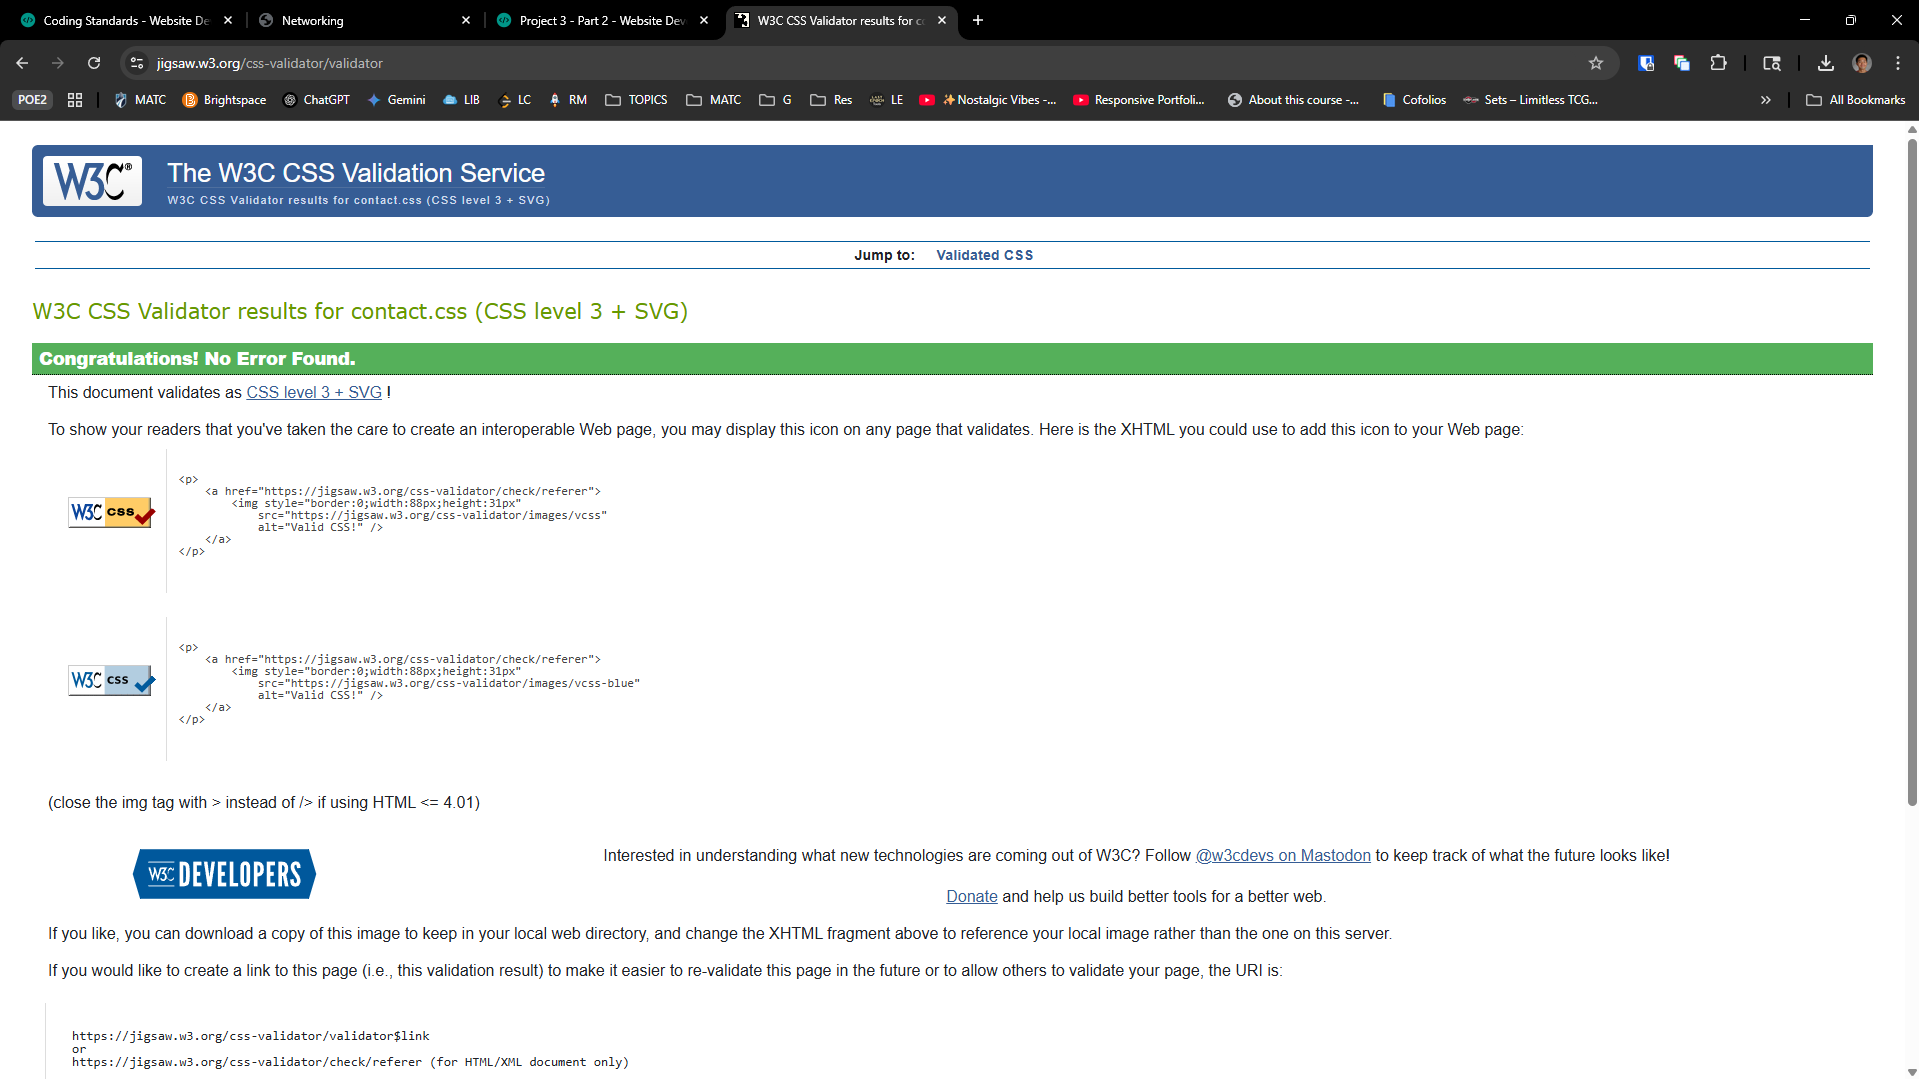 Coding Standards - Website De
Networking
Project 3 - Part 2 - Website Dev
W3C CSS Validator results for co
jigsaw.w3.org/css-validator/validator
POE2
MATC
Brightspace
ChatGPT
Gemini
LIB
LC
RM
TOPICS
MATC
G
Res
LE
✨Nostalgic Vibes -...
Responsive Portfoli...
About this course -...
Cofolios
Sets – Limitless TCG...
»
All Bookmarks
W3C®
The W3C CSS Validation Service
W3C CSS Validator results for contact.css (CSS level 3 + SVG)
Jump to: Validated CSS
W3C CSS Validator results for contact.css (CSS level 3 + SVG)
Congratulations! No Error Found.
This document validates as CSS level 3 + SVG !
To show your readers that you've taken the care to create an interoperable Web page, you may display this icon on any page that validates. Here is the XHTML you could use to add this icon to your Web page:
W3C css
<p>
<a href="https://jigsaw.w3.org/css-validator/check/referer">
<img style="border:0;width:88px;height:31px"
src="https://jigsaw.w3.org/css-validator/images/vcss"
alt="Valid CSS!" />
</a>
</p>
W3C css
<p>
<a href="https://jigsaw.w3.org/css-validator/check/referer">
<img style="border:0;width:88px;height:31px"
src="https://jigsaw.w3.org/css-validator/images/vcss-blue"
alt="Valid CSS!" />
</a>
</p>
(close the img tag with > instead of /> if using HTML <= 4.01)
W3C DEVELOPERS
Interested in understanding what new technologies are coming out of W3C? Follow @w3cdevs on Mastodon to keep track of what the future looks like!
Donate and help us build better tools for a better web.
If you like, you can download a copy of this image to keep in your local web directory, and change the XHTML fragment above to reference your local image rather than the one on this server.
If you would like to create a link to this page (i.e., this validation result) to make it easier to re-validate this page in the future or to allow others to validate your page, the URI is:
https://jigsaw.w3.org/css-validator/validator$link
or
https://jigsaw.w3.org/css-validator/check/referer (for HTML/XML document only)